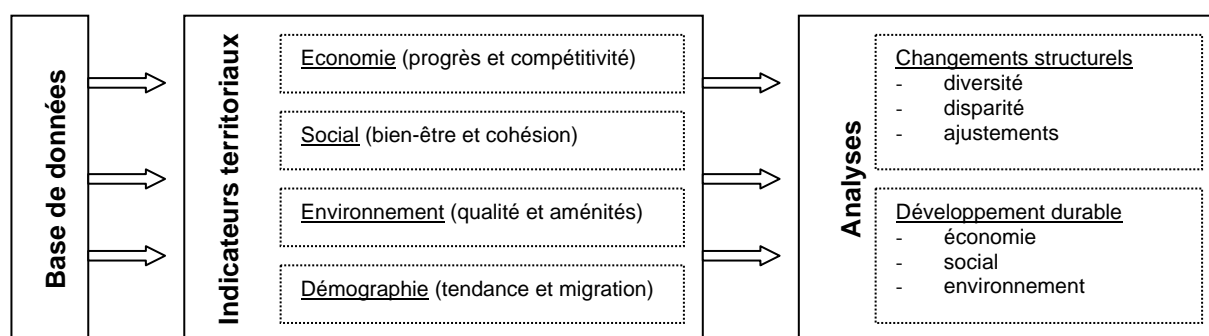 Base de données
Indicateurs territoriaux
Economie (progrès et compétitivité)
Social (bien-être et cohésion)
Environnement (qualité et aménités)
Démographie (tendance et migration)
Analyses
Changements structurels
- diversité
- disparité
- ajustements
Développement durable
- économie
- social
- environnement